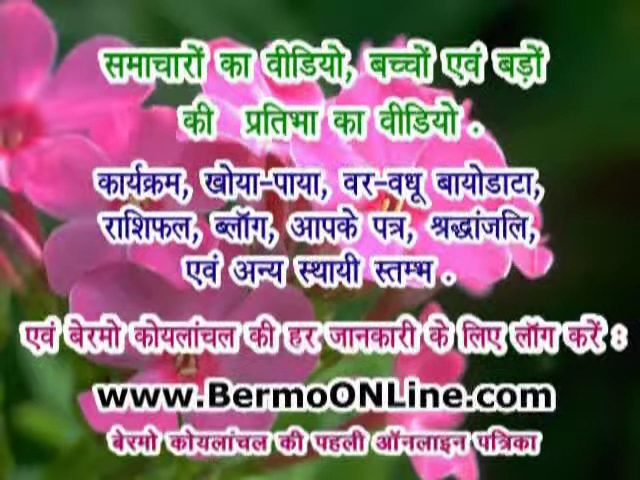 समाचारों का वीडियो, बच्चों एवं बड़ों
की प्रतिभा का वीडियो .
कार्यक्रम, खोया-पाया, वर-वधू बायोडाटा,
राशिफल, ब्लॉग, आपके पत्र, श्रद्धांजलि,
एवं अन्य स्थायी स्तम्भ .
एवं बेरमो कोयलांचल की हर जानकारी के लिए लॉग करें :
www.BermoONLine.com
बेरमो कोयलांचल की पहली ऑनलाइन पत्रिका